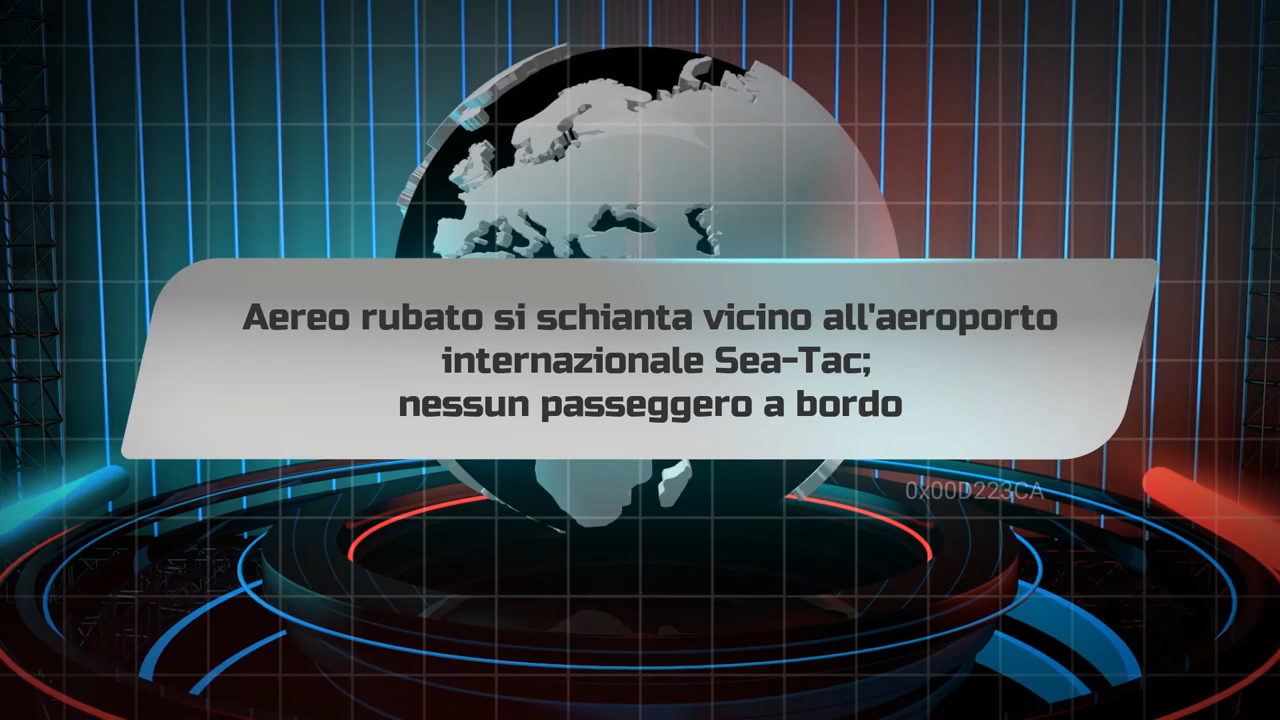 Aereo rubato si schianta vicino all'aeroporto
internazionale Sea-Tac;
nessun passeggero a bordo
0x00D223CA